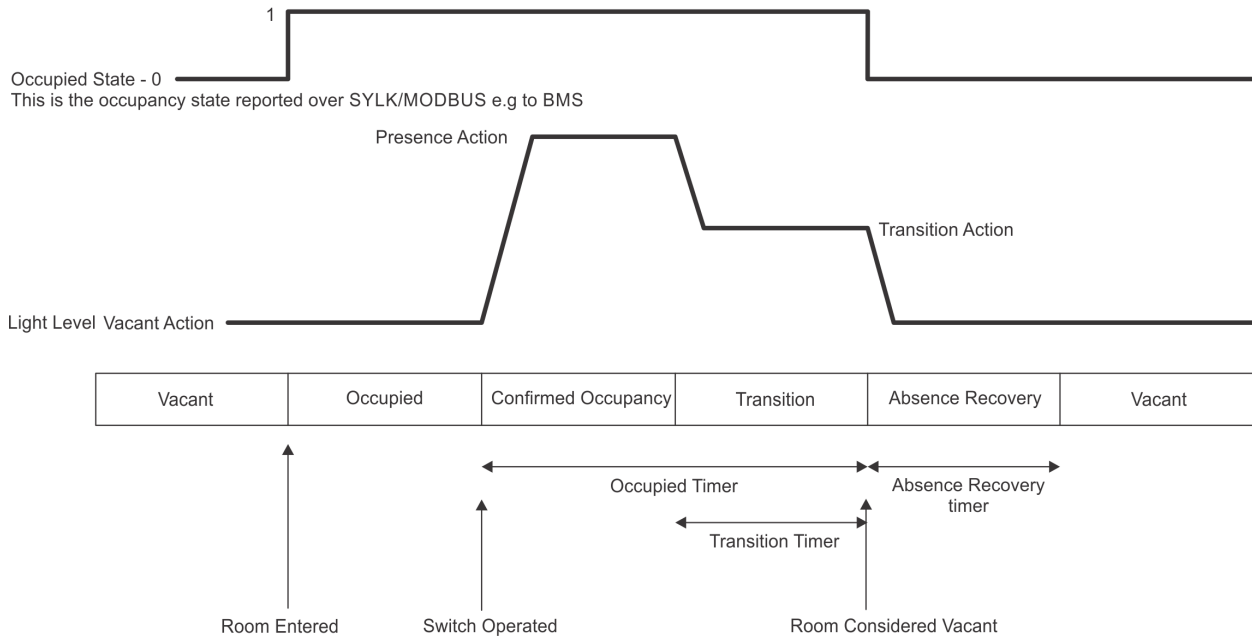 1
Occupied State - 0
This is the occupancy state reported over SYLK/MODBUS e.g to BMS
Presence Action
Transition Action
Light Level Vacant Action
Vacant
Occupied
Confirmed Occupancy
Transition
Absence Recovery
Vacant
Occupied Timer
Absence Recovery
timer
Transition Timer
Room Entered
Switch Operated
Room Considered Vacant